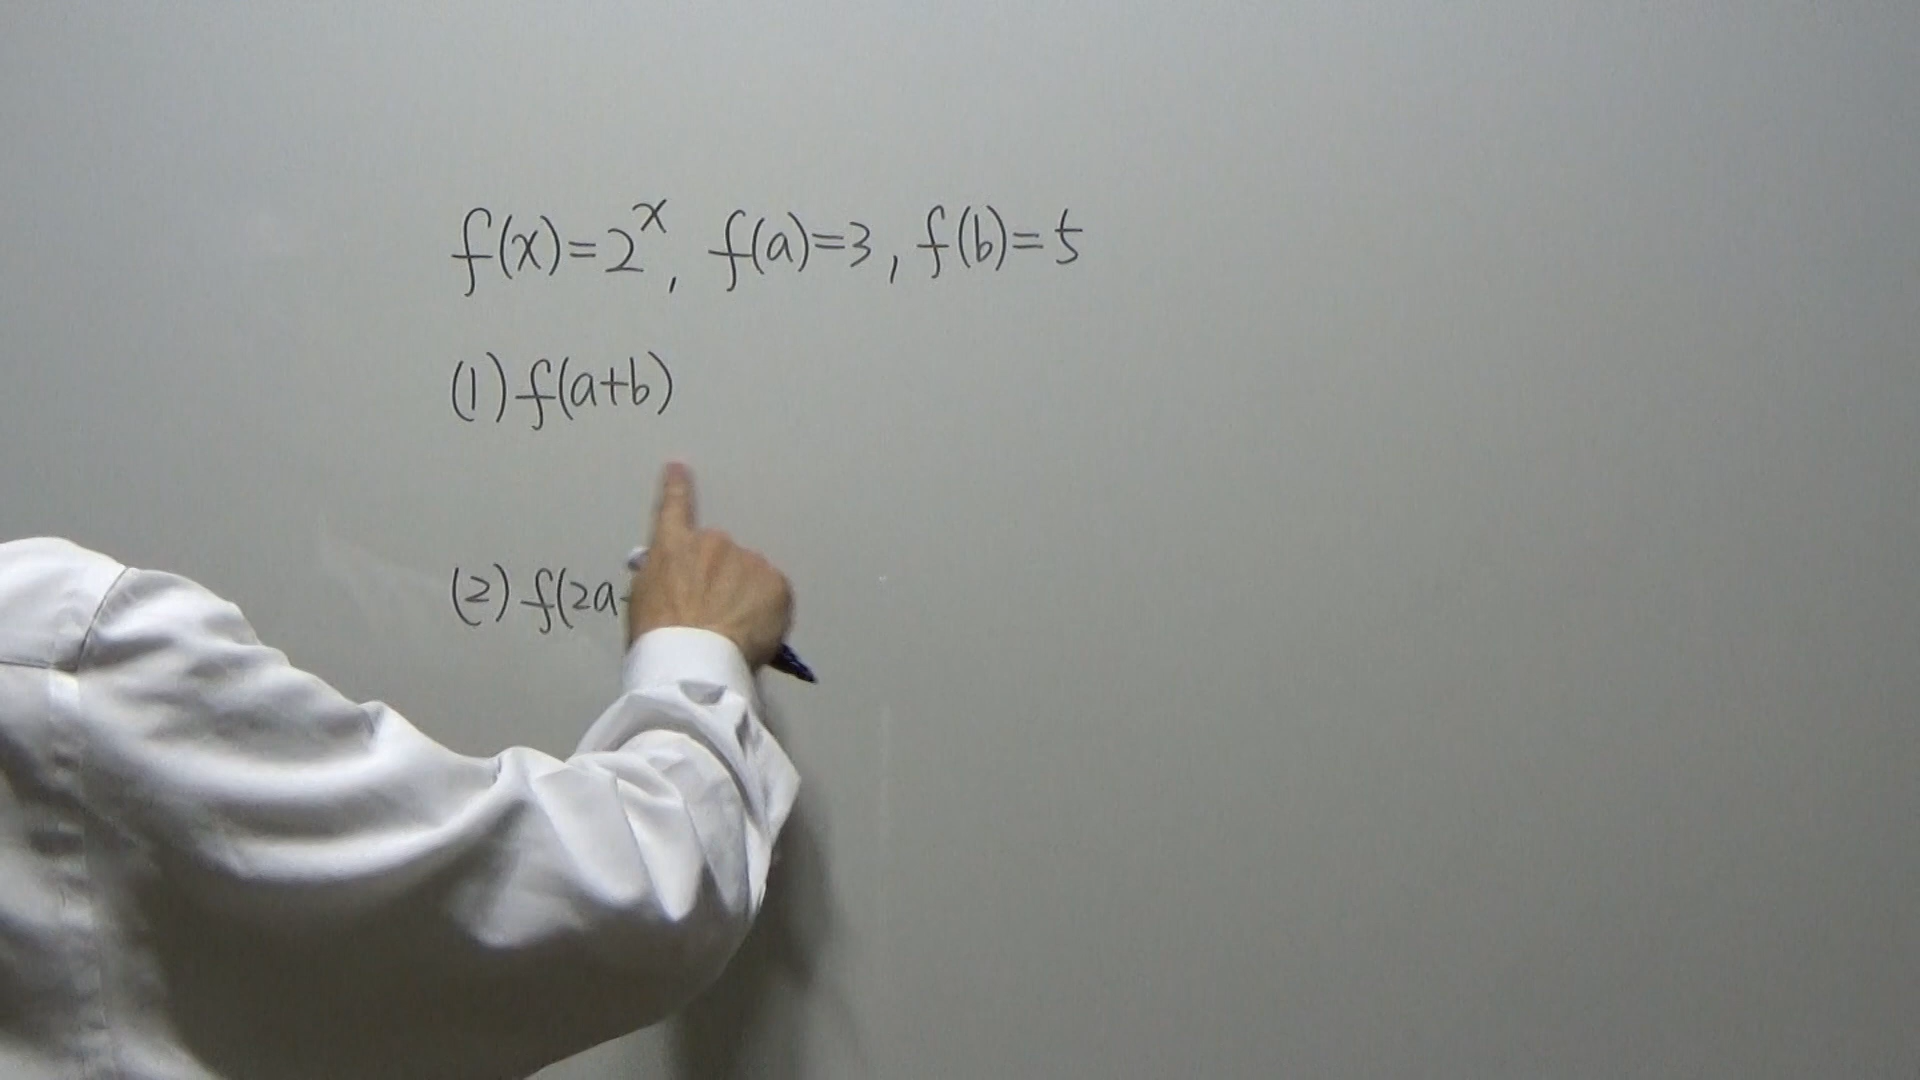 f(x)=2^x, f(a)=3, f(b)=5
(1) f(a+b)
(2) f(2a